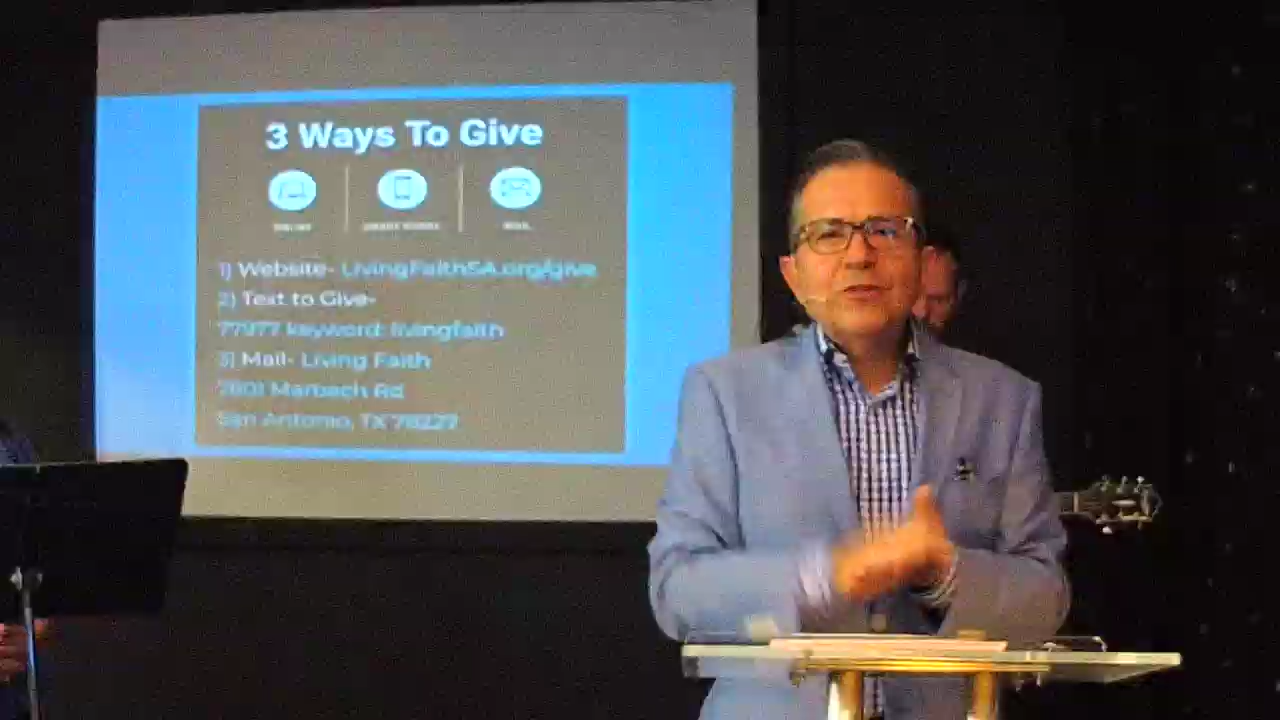 3 Ways To Give
1) Website- LivingFaithSA.org/give
2) Text to Give-
77977 keyword: livingfaith
3) Mail- Living Faith
Marbach Rd
San Antonio, TX 78227